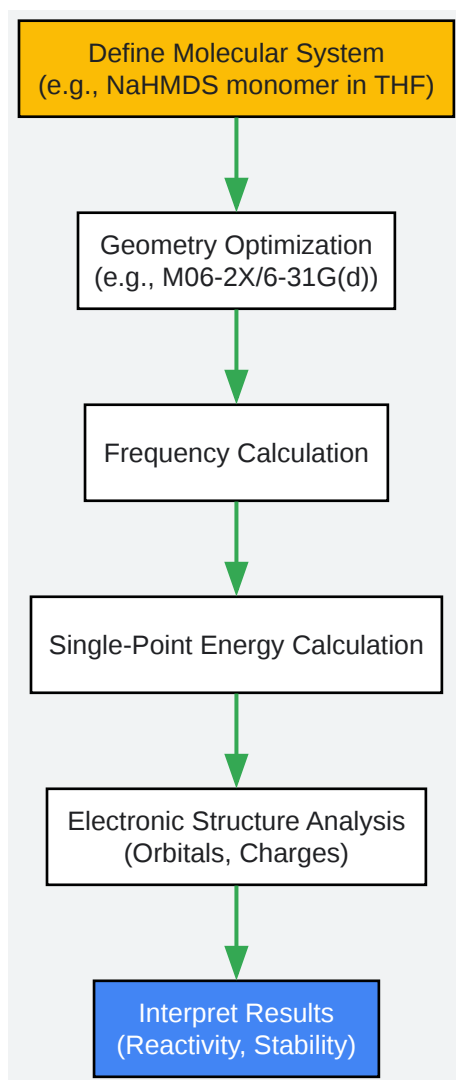 Define Molecular System
(e.g., NaHMDS monomer in THF)
Geometry Optimization
(e.g., M06-2X/6-31G(d))
Frequency Calculation
Single-Point Energy Calculation
Electronic Structure Analysis
(Orbitals, Charges)
Interpret Results
(Reactivity, Stability)